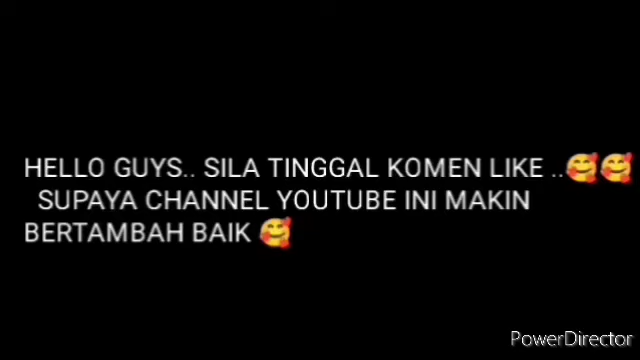 HELLO GUYS.. SILA TINGGAL KOMEN LIKE ..🥰🥰
SUPAYA CHANNEL YOUTUBE INI MAKIN
BERTAMBAH BAIK 🥰
PowerDirector